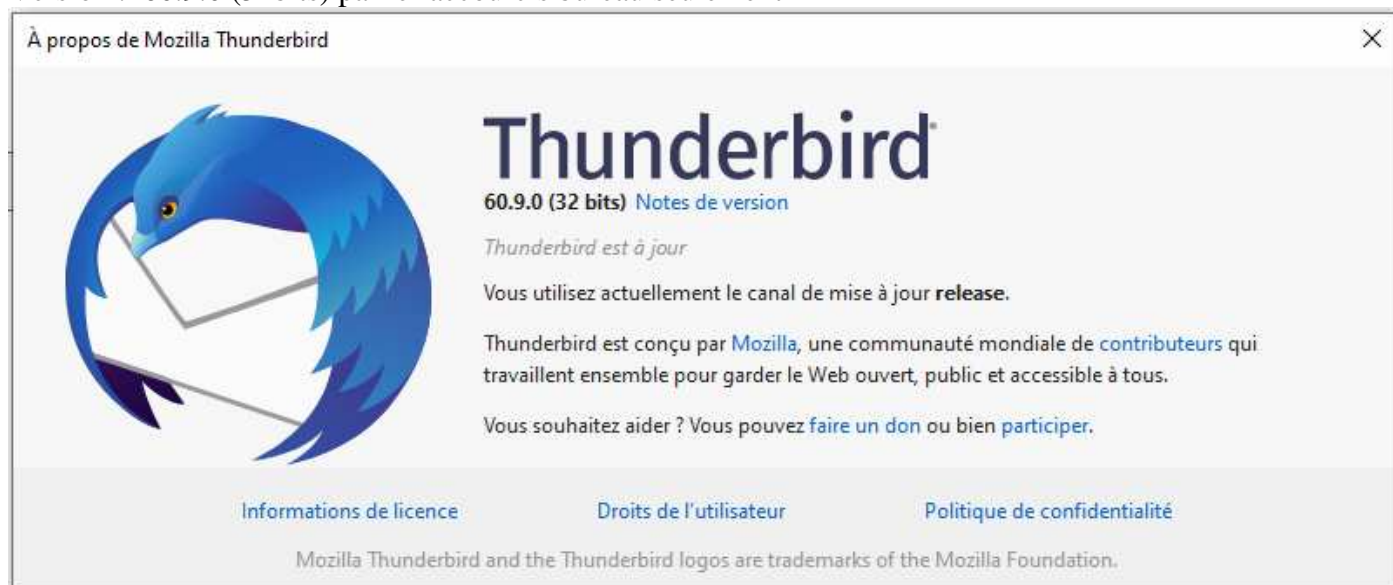 À propos de Mozilla Thunderbird
Thunderbird
60.9.0 (32 bits) Notes de version
Thunderbird est à jour
Vous utilisez actuellement le canal de mise à jour release.
Thunderbird est conçu par Mozilla, une communauté mondiale de contributeurs qui
travaillent ensemble pour garder le Web ouvert, public et accessible à tous.
Vous souhaitez aider ? Vous pouvez faire un don ou bien participer.
Informations de licence Droits de l'utilisateur Politique de confidentialité
Mozilla Thunderbird and the Thunderbird logos are trademarks of the Mozilla Foundation.